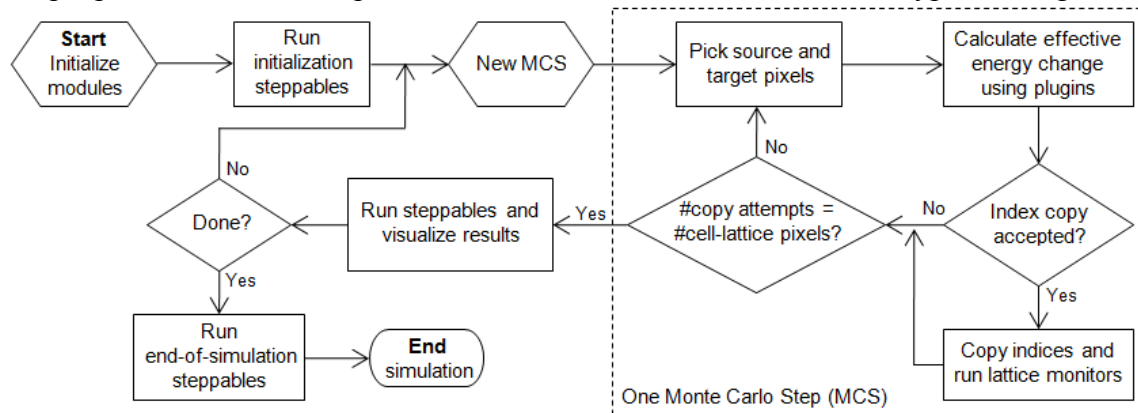 Start
Initialize
modules
Run
initialization
steppables
New MCS
Pick source and
target pixels
Calculate effective
energy change
using plugins
No
No
Done?
Run steppables and
visualize results
Yes
#copy attempts =
#cell-lattice pixels?
No
Index copy
accepted?
Yes
Yes
Run
end-of-simulation
steppables
End
simulation
Copy indices and
run lattice monitors
One Monte Carlo Step (MCS)